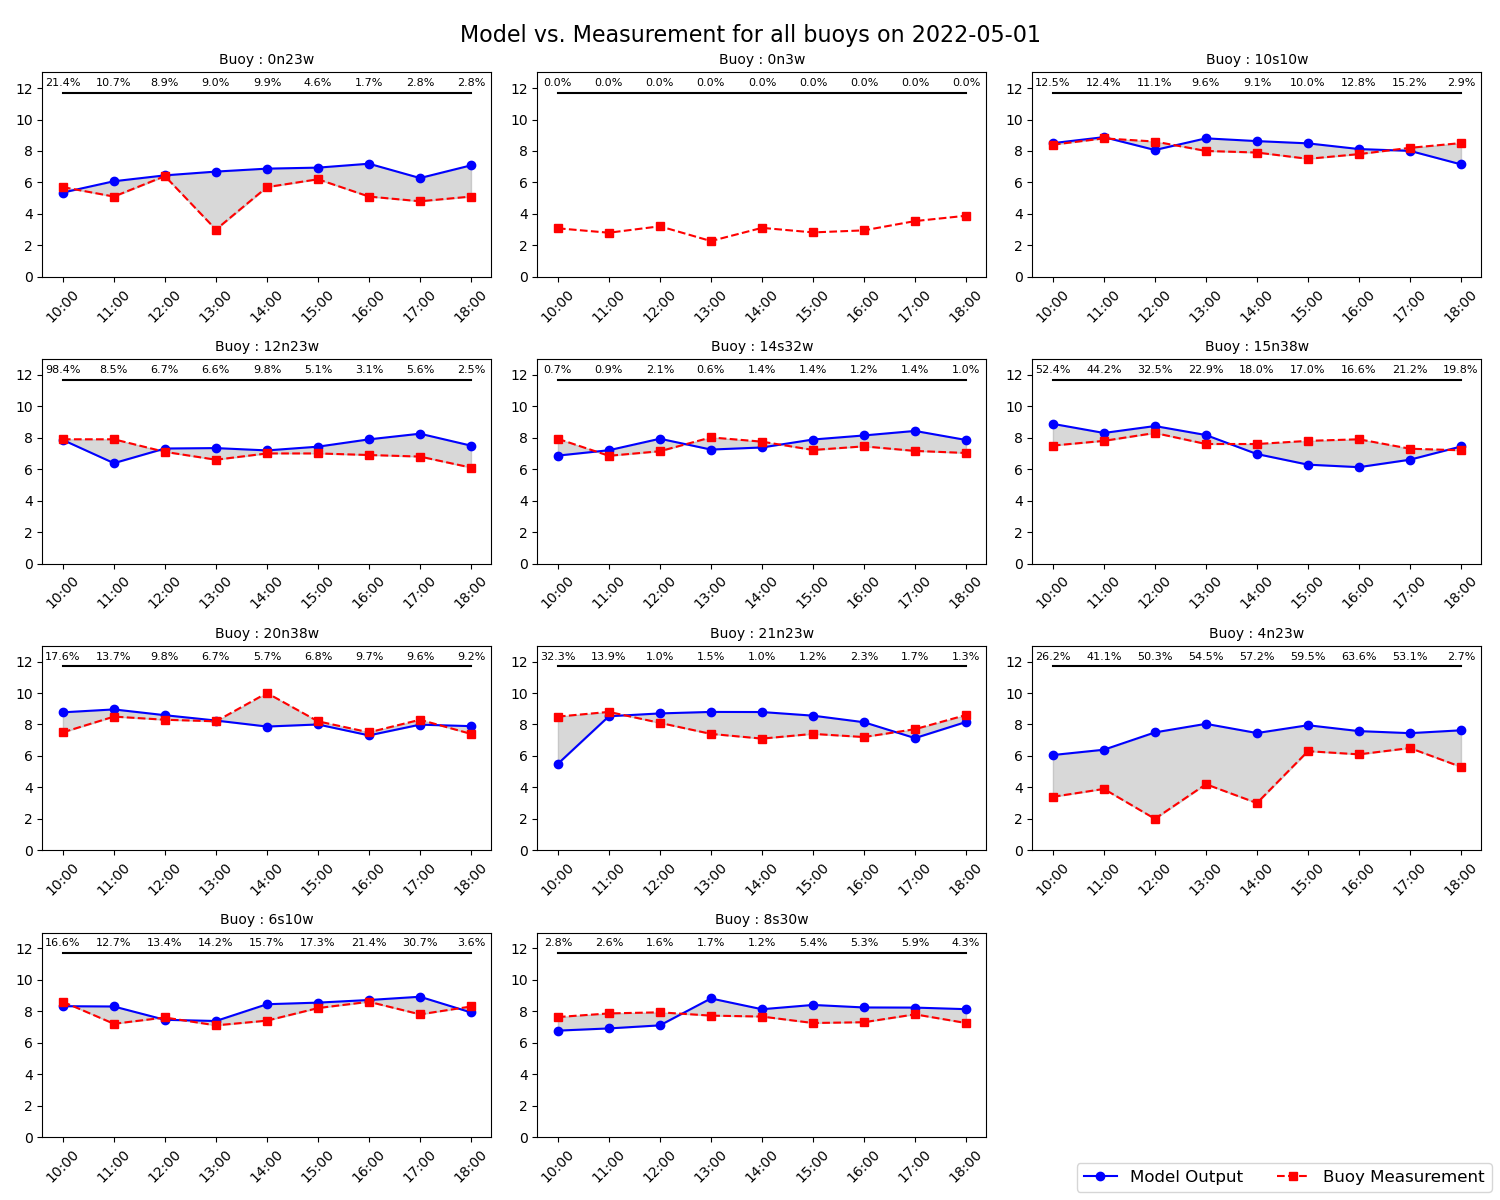 Model vs. Measurement for all buoys on 2022-05-01
Buoy : 0n23w
21.4% 10.7% 8.9% 9.0% 9.9% 4.6% 1.7% 2.8% 2.8%
12
10
8
6
4
2
0
10:00 11:00 12:00 13:00 14:00 15:00 16:00 17:00 18:00
Buoy : 0n3w
0.0% 0.0% 0.0% 0.0% 0.0% 0.0% 0.0% 0.0% 0.0%
12
10
8
6
4
2
0
10:00 11:00 12:00 13:00 14:00 15:00 16:00 17:00 18:00
Buoy : 10s10w
12.5% 12.4% 11.1% 9.6% 9.1% 10.0% 12.8% 15.2% 2.9%
12
10
8
6
4
2
0
10:00 11:00 12:00 13:00 14:00 15:00 16:00 17:00 18:00
Buoy : 12n23w
98.4% 8.5% 6.7% 6.6% 9.8% 5.1% 3.1% 5.6% 2.5%
12
10
8
6
4
2
0
10:00 11:00 12:00 13:00 14:00 15:00 16:00 17:00 18:00
Buoy : 14s32w
0.7% 0.9% 2.1% 0.6% 1.4% 1.4% 1.2% 1.4% 1.0%
12
10
8
6
4
2
0
10:00 11:00 12:00 13:00 14:00 15:00 16:00 17:00 18:00
Buoy : 15n38w
52.4% 44.2% 32.5% 22.9% 18.0% 17.0% 16.6% 21.2% 19.8%
12
10
8
6
4
2
0
10:00 11:00 12:00 13:00 14:00 15:00 16:00 17:00 18:00
Buoy : 20n38w
17.6% 13.7% 9.8% 6.7% 5.7% 6.8% 9.7% 9.6% 9.2%
12
10
8
6
4
2
0
10:00 11:00 12:00 13:00 14:00 15:00 16:00 17:00 18:00
Buoy : 21n23w
32.3% 13.9% 1.0% 1.5% 1.0% 1.2% 2.3% 1.7% 1.3%
12
10
8
6
4
2
0
10:00 11:00 12:00 13:00 14:00 15:00 16:00 17:00 18:00
Buoy : 4n23w
26.2% 41.1% 50.3% 54.5% 57.2% 59.5% 63.6% 53.1% 2.7%
12
10
8
6
4
2
0
10:00 11:00 12:00 13:00 14:00 15:00 16:00 17:00 18:00
Buoy : 6s10w
16.6% 12.7% 13.4% 14.2% 15.7% 17.3% 21.4% 30.7% 3.6%
12
10
8
6
4
2
0
10:00 11:00 12:00 13:00 14:00 15:00 16:00 17:00 18:00
Buoy : 8s30w
2.8% 2.6% 1.6% 1.7% 1.2% 5.4% 5.3% 5.9% 4.3%
12
10
8
6
4
2
0
10:00 11:00 12:00 13:00 14:00 15:00 16:00 17:00 18:00
Model Output Buoy Measurement